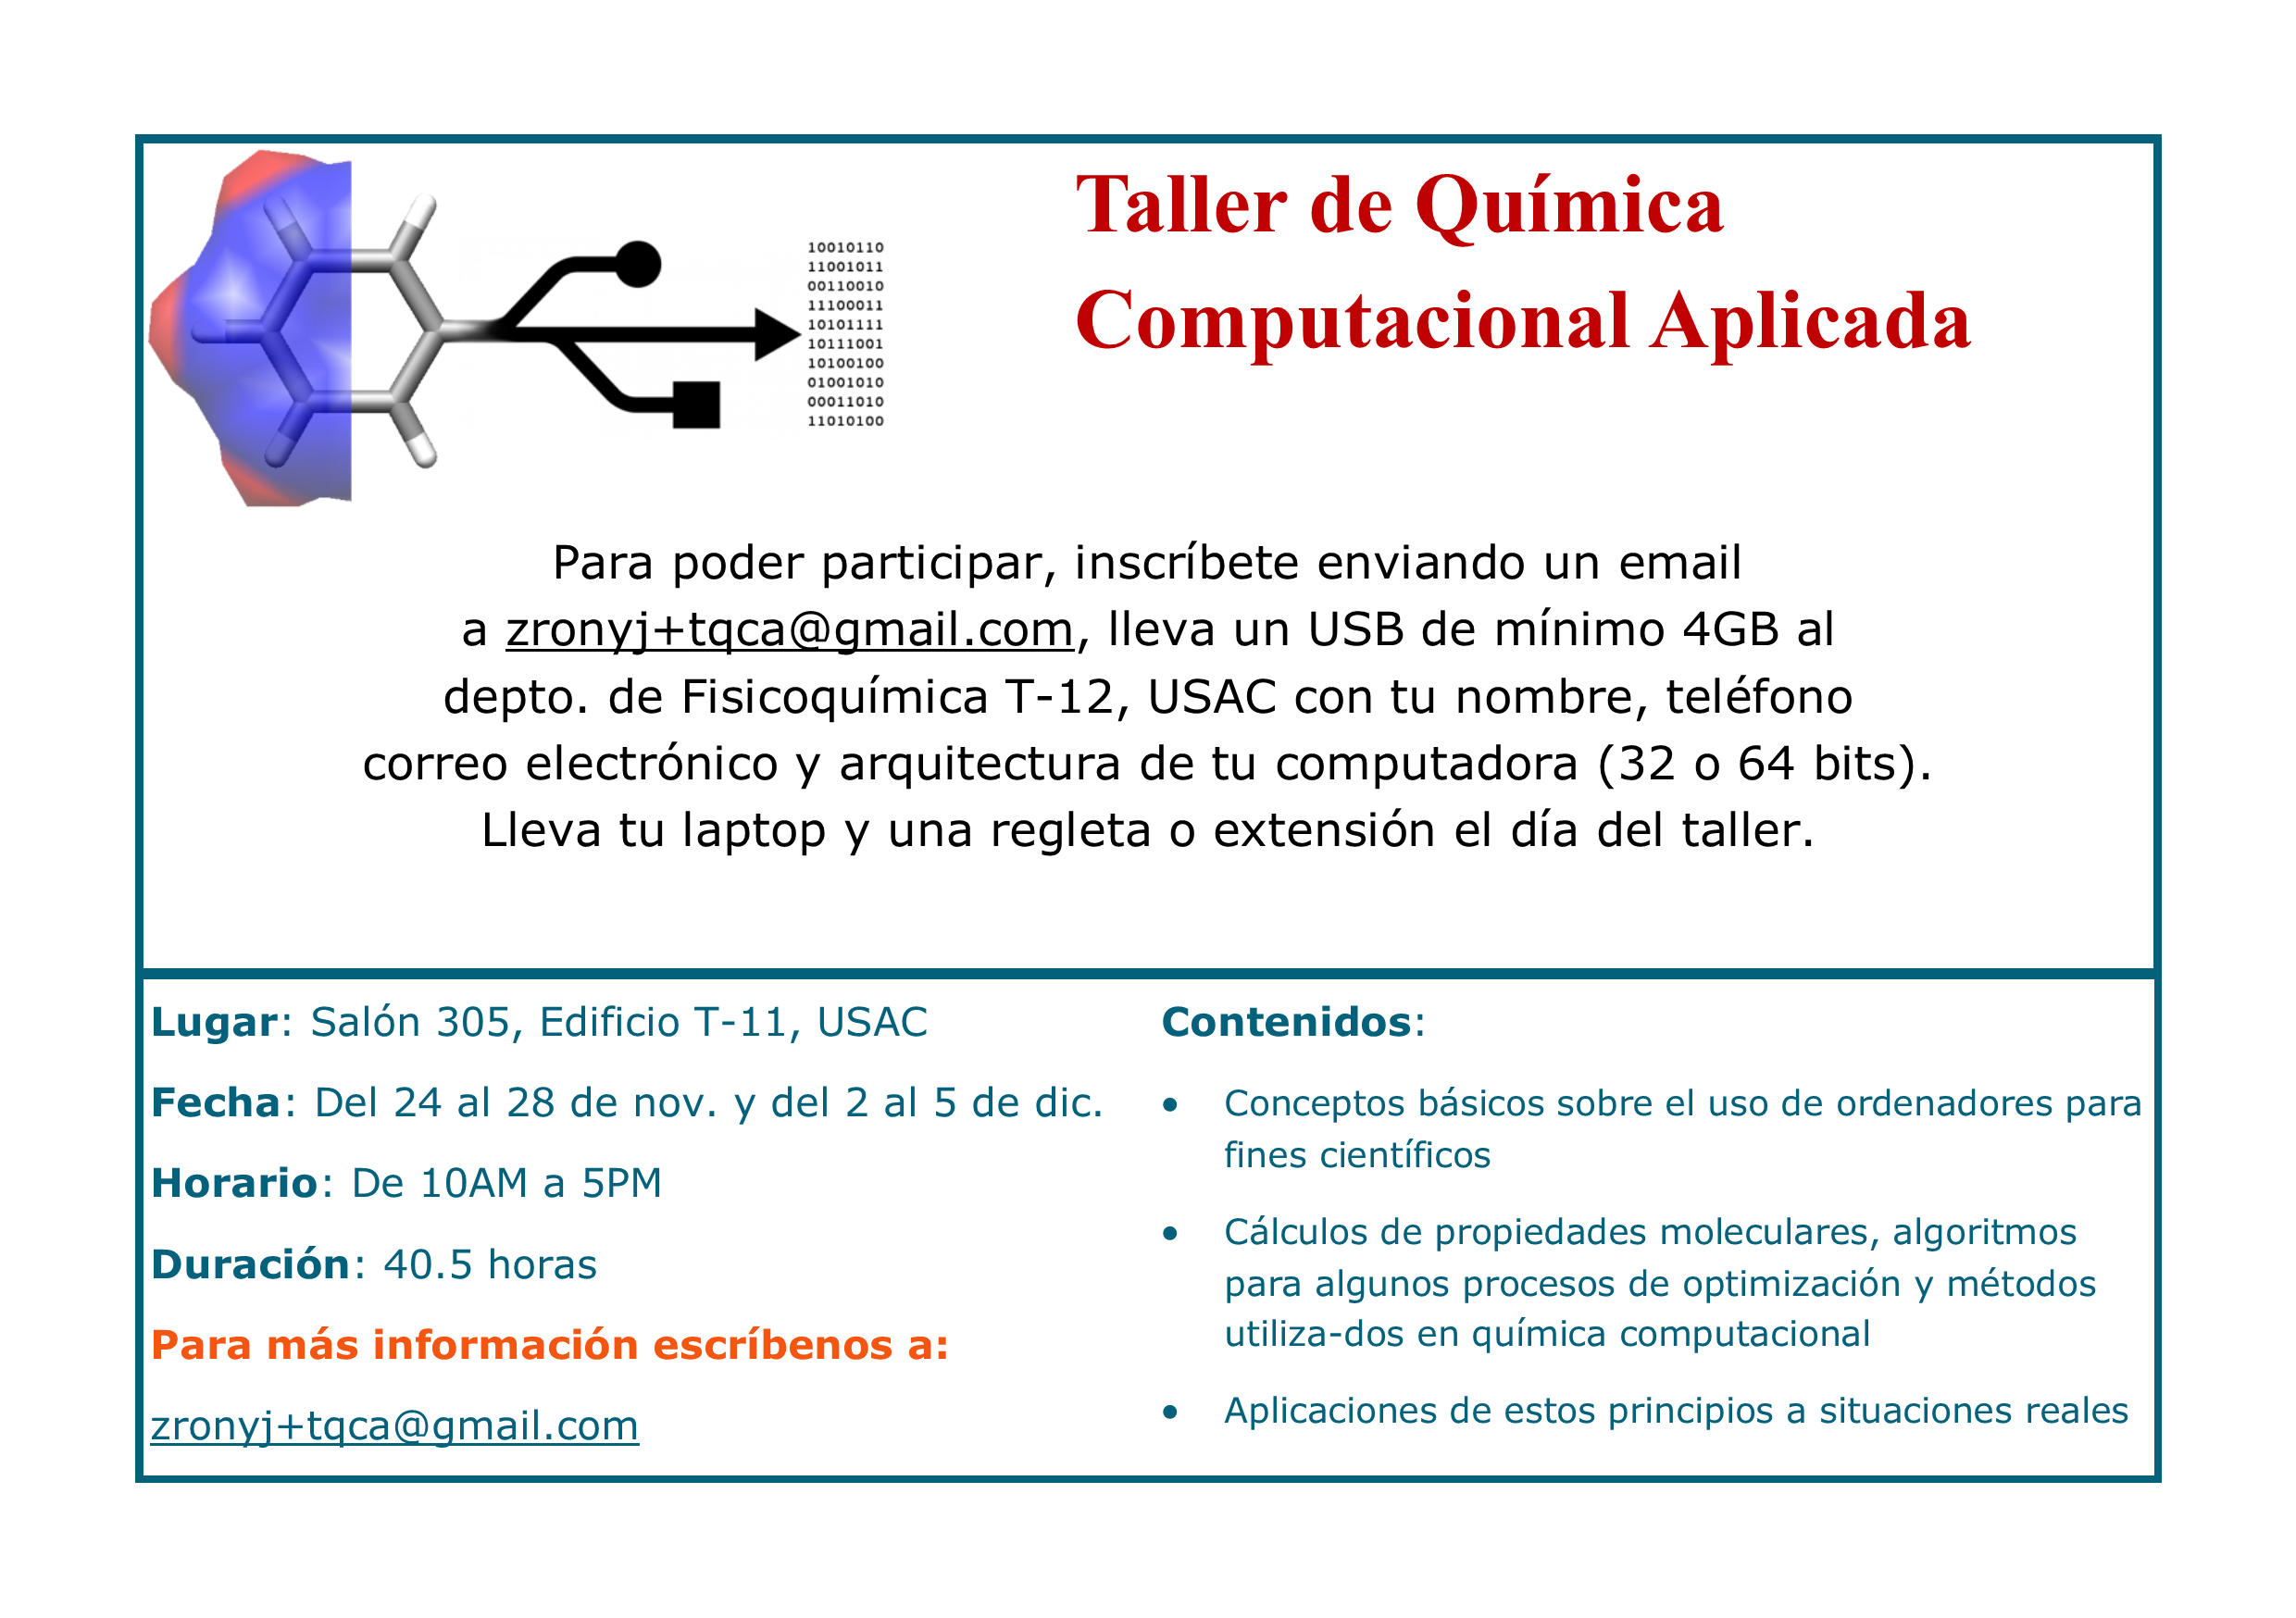 10010110
11001011
00110010
11100011
10101111
10111001
10100100
01001010
00011010
11010100
Taller de Química
Computacional Aplicada
Para poder participar, inscríbete enviando un email
a zronyj+tqca@gmail.com, lleva un USB de mínimo 4GB al
depto. de Fisicoquímica T-12, USAC con tu nombre, teléfono
correo electrónico y arquitectura de tu computadora (32 o 64 bits).
Lleva tu laptop y una regleta o extensión el día del taller.
Lugar: Salón 305, Edificio T-11, USAC
Fecha: Del 24 al 28 de nov. y del 2 al 5 de dic.
Horario: De 10AM a 5PM
Duración: 40.5 horas
Para más información escríbenos a:
zronyj+tqca@gmail.com
Contenidos:
• Conceptos básicos sobre el uso de ordenadores para
fines científicos
• Cálculos de propiedades moleculares, algoritmos
para algunos procesos de optimización y métodos
utiliza-dos en química computacional
• Aplicaciones de estos principios a situaciones reales